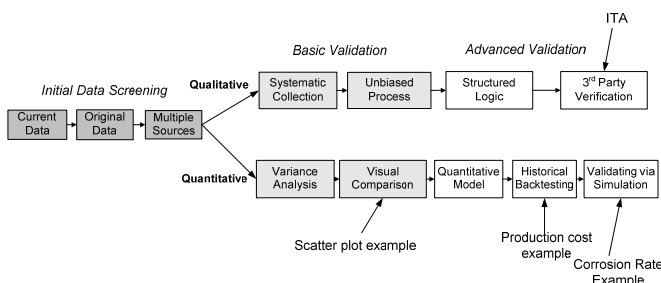 ITA
Basic Validation
Advanced Validation
Initial Data Screening
Qualitative
Systematic
Collection
Unbiased
Process
Structured
Logic
3rd Party
Verification
Current
Data
Original
Data
Multiple
Sources
Quantitative
Variance
Analysis
Visual
Comparison
Quantitative
Model
Historical
Backtesting
Validating via
Simulation
Scatter plot example
Production cost
example
Corrosion Rate
Example